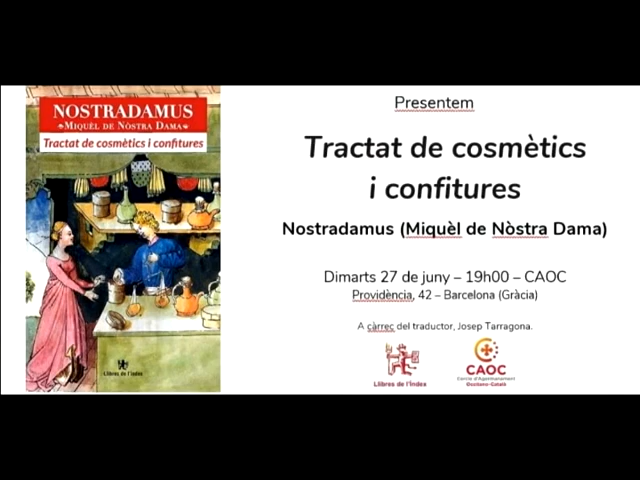 NOSTRADAMUS
MIQUÈL DE NÒSTRA DAMA
Tractat de cosmètics i confitures
Llibres de l'Índex
Presentem
Tractat de cosmètics
i confitures
Nostradamus (Miquèl de Nòstra Dama)
Dimarts 27 de juny – 19h00 – CAOC
Providència, 42 – Barcelona (Gràcia)
A càrrec del traductor, Josep Tarragona.
Llibres de l'Índex
CAOC
Cercle d'Agermanament
Occitano-Català